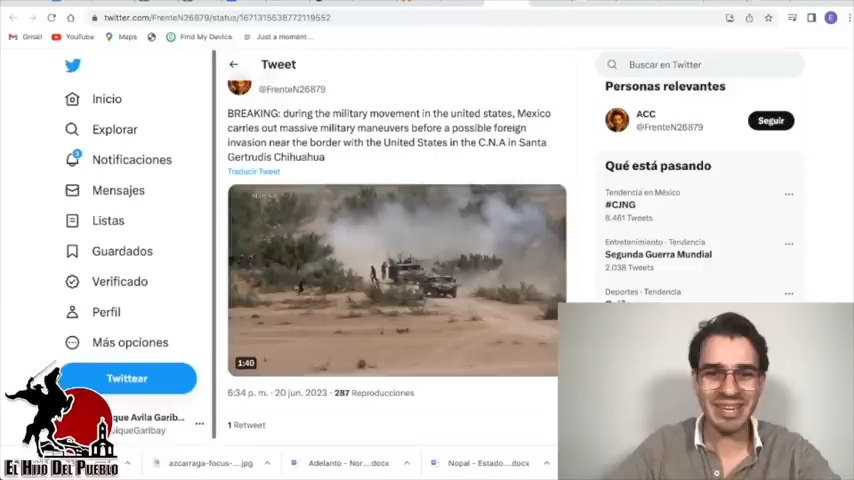 twitter.com/FrenteN26879/status/1671315538772119552
E
Gmail
YouTube
Maps
Find My Device
Just a moment...
Tweet
@FrenteN26879
BREAKING: during the military movement in the united states, Mexico
carries out massive military maneuvers before a possible foreign
invasion near the border with the United States in the C.N.A in Santa
Gertrudis Chihuahua
Traducir Tweet
1:40
6:34 p. m. · 20 jun. 2023 · 287 Reproducciones
1 Retweet
Inicio
Explorar
Notificaciones
Mensajes
Listas
Guardados
Verificado
Perfil
Más opciones
Twittear
que Avila Garib...
uiqueGaribay
Buscar en Twitter
Personas relevantes
ACC
@FrenteN26879
Seguir
Qué está pasando
Tendencia en México
#CJNG
8.461 Tweets
Entretenimiento · Tendencia
Segunda Guerra Mundial
2.038 Tweets
Deportes · Tendencia
EL HIJO DEL PUEBLO
azcarraga-focus-....jpg
Adelanto - Nor....docx
Nopal - Estado....docx